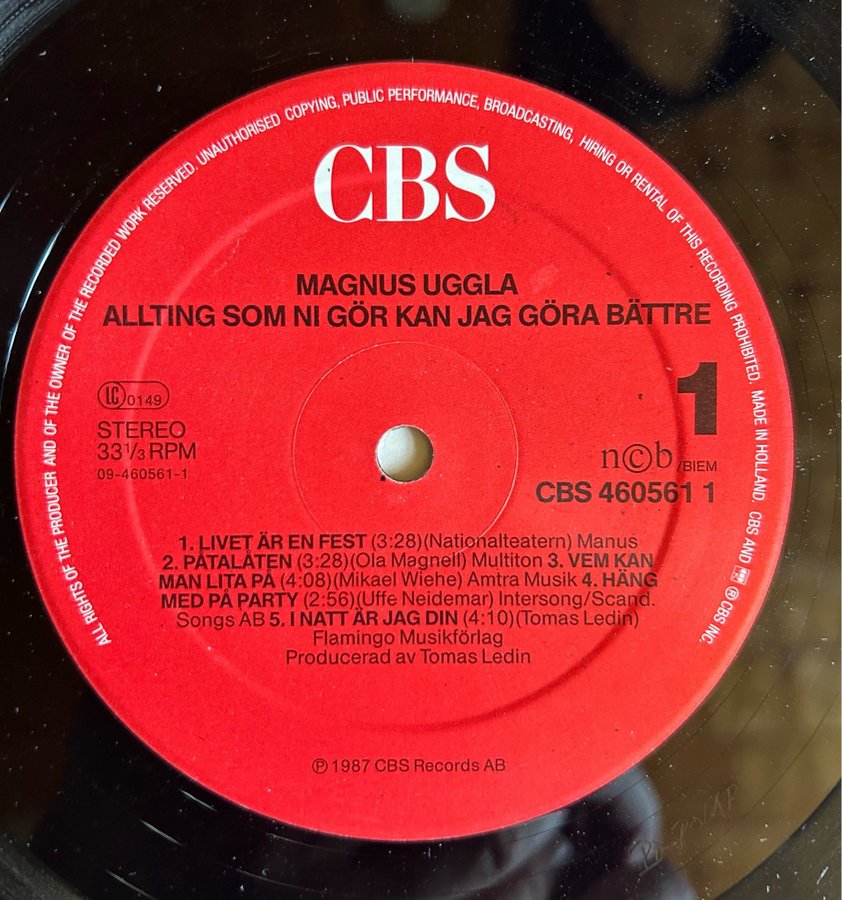 ALL RIGHTS OF THE PRODUCER AND OF THE OWNER OF THE RECORDED WORK RESERVED. UNAUTHORISED COPYING, PUBLIC PERFORMANCE, BROADCASTING, HIRING OR RENTAL OF THIS RECORDING PROHIBITED. MADE IN HOLLAND. CBS AND ℗ CBS INC.
CBS
MAGNUS UGGLA
ALLTING SOM NI GÖR KAN JAG GÖRA BÄTTRE
LC 0149
STEREO
33 1/3 RPM
09-460561-1
1
n©b /BIEM
CBS 460561 1
1. LIVET ÄR EN FEST (3:28)(Nationalteatern) Manus
2. PÅTALÅTEN (3:28)(Ola Magnell) Multiton 3. VEM KAN
MAN LITA PÅ (4:08)(Mikael Wiehe) Amtra Musik 4. HÄNG
MED PÅ PARTY (2:56)(Uffe Neidemar) Intersong/Scand.
Songs AB 5. I NATT ÄR JAG DIN (4:10)(Tomas Ledin)
Flamingo Musikförlag
Producerad av Tomas Ledin
℗ 1987 CBS Records AB